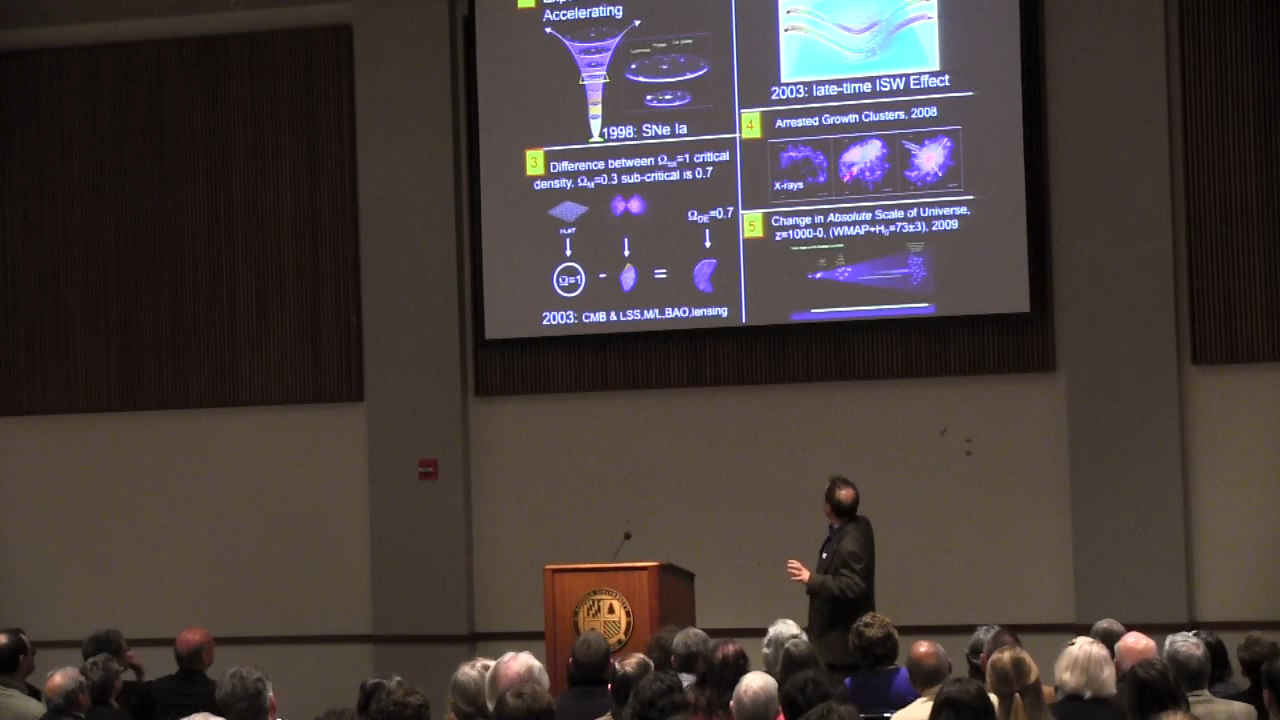 Accelerating
1998: SNe Ia
3
Difference between Ωtot=1 critical
density, ΩM=0.3 sub-critical is 0.7
FLAT
ΩDE=0.7
Ω=1
-
=
2003: CMB & LSS,M/L,BAO,lensing
2003: late-time ISW Effect
4
Arrested Growth Clusters, 2008
X-rays
5
Change in Absolute Scale of Universe,
z=1000-0, (WMAP+H0=73±3), 2009